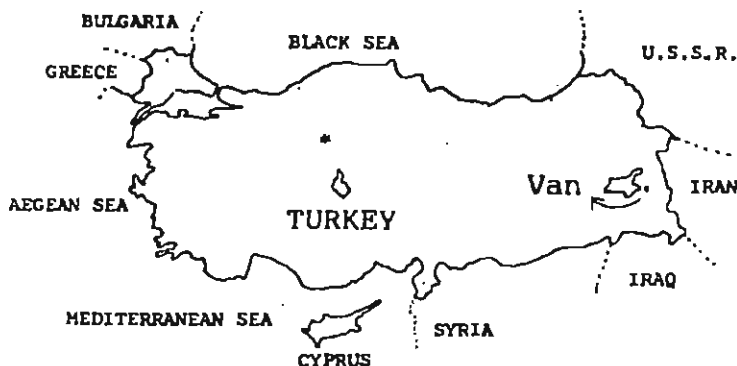 BULGARIA
BLACK SEA
U.S.S.R.
GREECE
*
Van
IRAN
AEGEAN SEA
TURKEY
IRAQ
MEDITERRANEAN SEA
SYRIA
CYPRUS